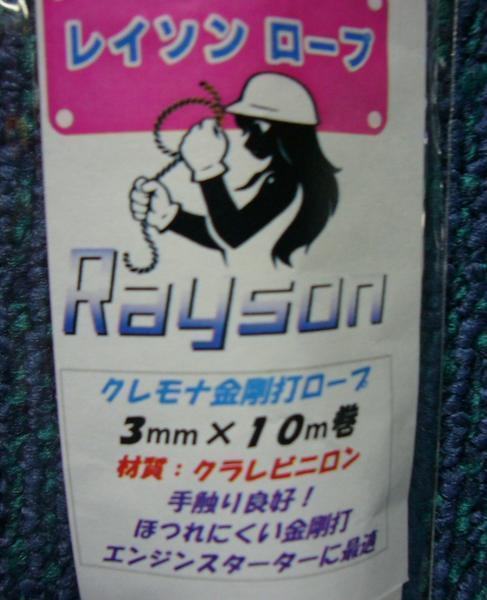 レイソン ロープ
Rayson
クレモナ金剛打ロープ
3mm×10m巻
材質：クラレビニロン
手触り良好！
ほつれにくい金剛打
エンジンスターターに最適